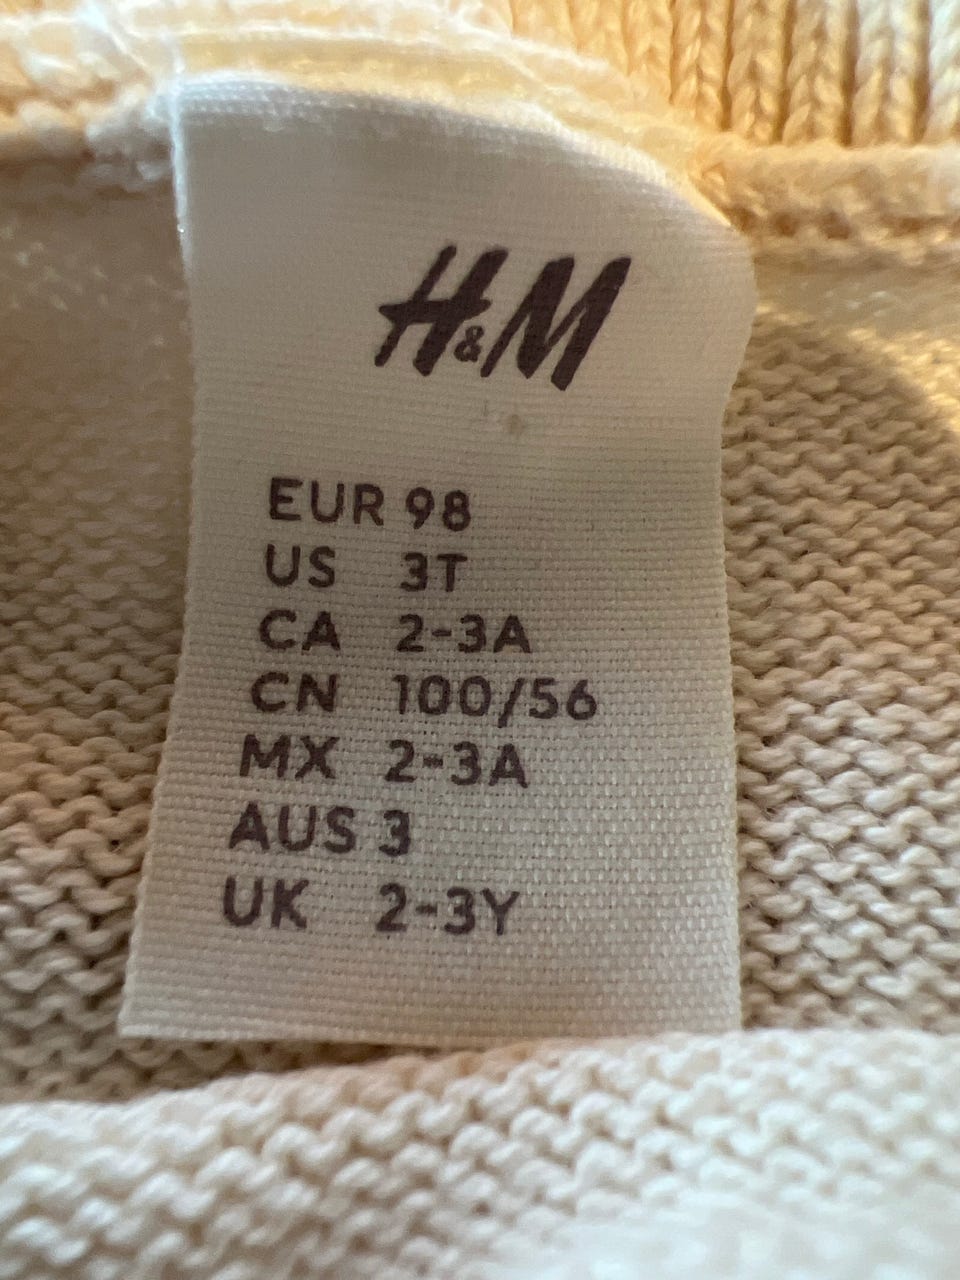 H&M
EUR 98
US 3T
CA 2-3A
CN 100/56
MX 2-3A
AUS 3
UK 2-3Y